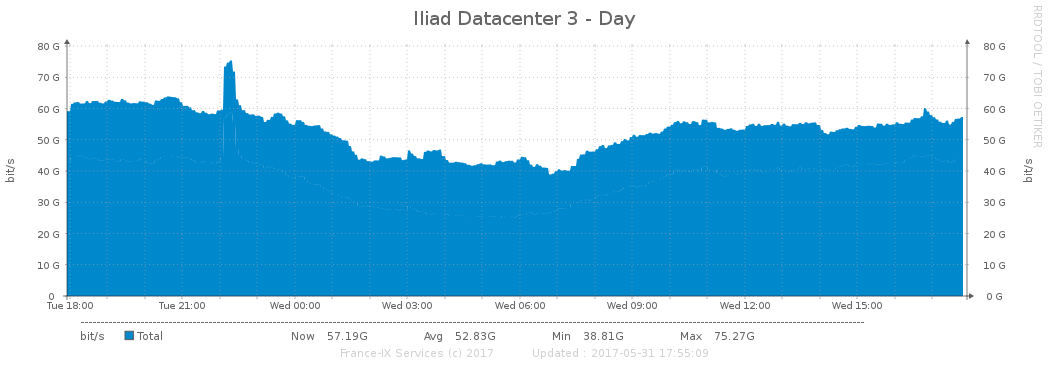 Iliad Datacenter 3 - Day
RRDTOOL / TOBI OETIKER
80 G 80 G
70 G 70 G
60 G 60 G
50 G 50 G
40 G 40 G
30 G 30 G
20 G 20 G
10 G 10 G
0 0 G
bit/s bit/s
Tue 18:00 Tue 21:00 Wed 00:00 Wed 03:00 Wed 06:00 Wed 09:00 Wed 12:00 Wed 15:00
bit/s Total Now 57.19G Avg 52.83G Min 38.81G Max 75.27G
France-IX Services (c) 2017 Updated : 2017-05-31 17:55:09